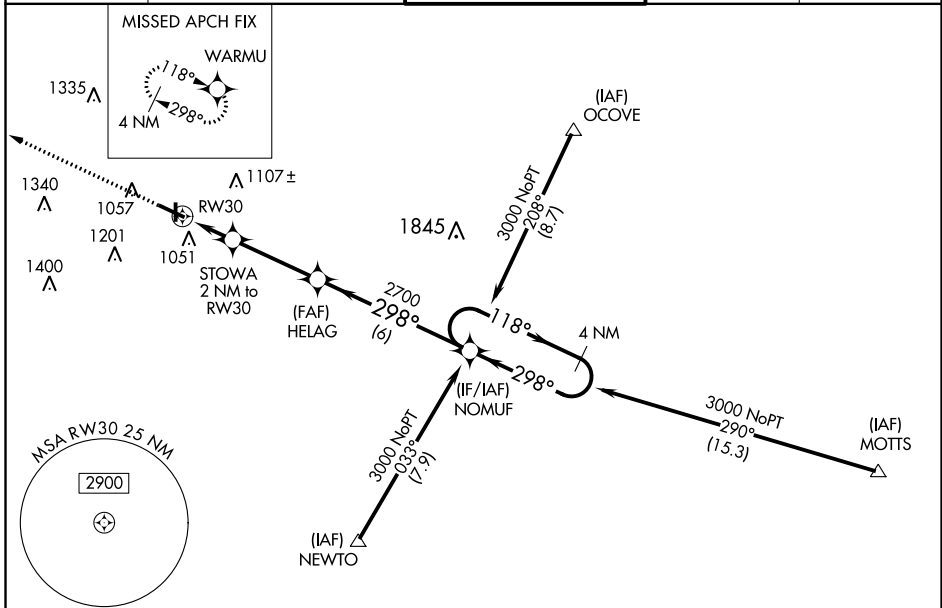 MISSED APCH FIX
WARMU
118°
298°
4 NM
1335
(IAF)
OCOVE
3000 NoPT
208°
(8.7)
1340
1057
1107±
RW30
1845
1201
1051
1400
STOWA
2 NM to
RW30
(FAF)
HELAG
2700
298°
(6)
118°
4 NM
298°
(IF/IAF)
NOMUF
3000 NoPT
290°
(15.3)
(IAF)
MOTTS
3000 NoPT
033°
(7.9)
(IAF)
NEWTO
MSA RW30 25 NM
2900